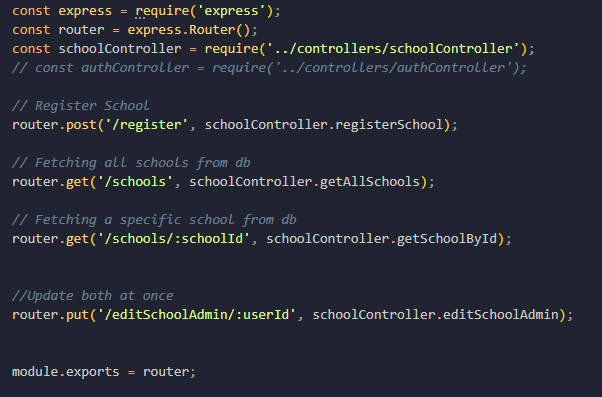 const express = require('express');
const router = express.Router();
const schoolController = require('../controllers/schoolController');
// const authController = require('../controllers/authController');
// Register School
router.post('/register', schoolController.registerSchool);
// Fetching all schools from db
router.get('/schools', schoolController.getAllSchools);
// Fetching a specific school from db
router.get('/schools/:schoolId', schoolController.getSchoolById);
//Update both at once
router.put('/editSchoolAdmin/:userId', schoolController.editSchoolAdmin);
module.exports = router;